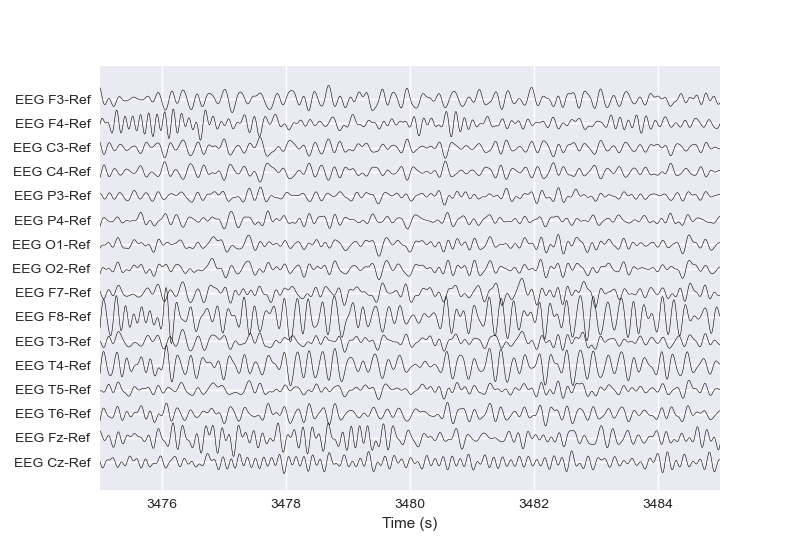 EEG F3-Ref
EEG F4-Ref
EEG C3-Ref
EEG C4-Ref
EEG P3-Ref
EEG P4-Ref
EEG O1-Ref
EEG O2-Ref
EEG F7-Ref
EEG F8-Ref
EEG T3-Ref
EEG T4-Ref
EEG T5-Ref
EEG T6-Ref
EEG Fz-Ref
EEG Cz-Ref
3476 3478 3480 3482 3484
Time (s)